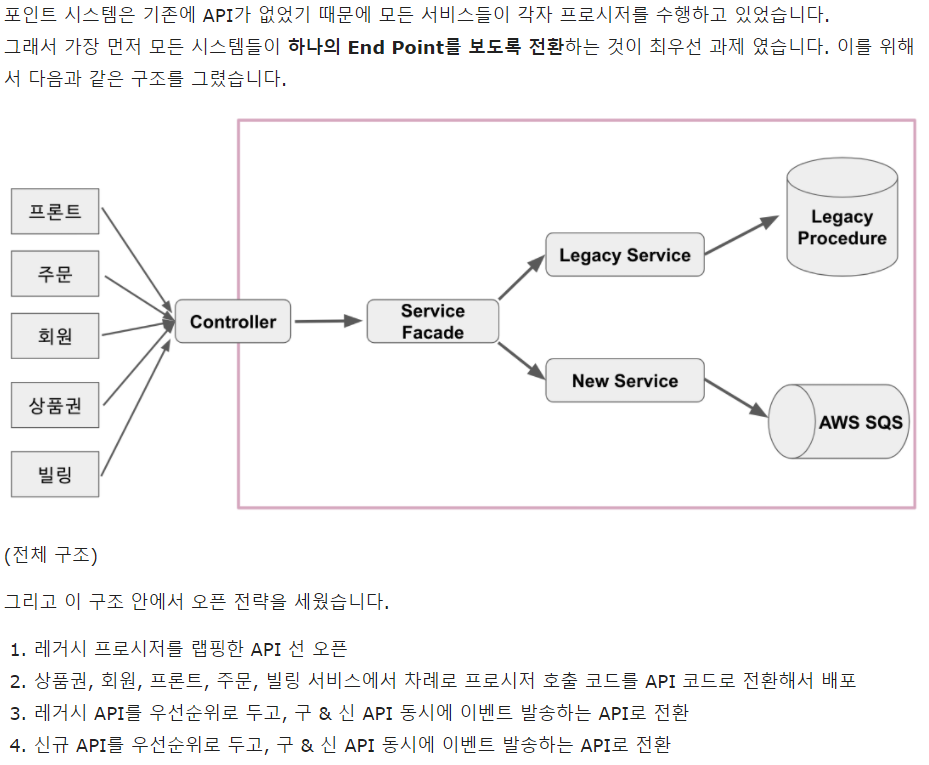 포인트 시스템은 기존에 API가 없었기 때문에 모든 서비스들이 각자 프로시저를 수행하고 있었습니다.
그래서 가장 먼저 모든 시스템들이 하나의 End Point를 보도록 전환하는 것이 최우선 과제 였습니다. 이를 위해
서 다음과 같은 구조를 그렸습니다.
프론트
주문
회원
상품권
빌링
Controller
Service
Facade
Legacy Service
New Service
Legacy
Procedure
AWS SQS
(전체 구조)
그리고 이 구조 안에서 오픈 전략을 세웠습니다.
1. 레거시 프로시저를 랩핑한 API 선 오픈
2. 상품권, 회원, 프론트, 주문, 빌링 서비스에서 차례로 프로시저 호출 코드를 API 코드로 전환해서 배포
3. 레거시 API를 우선순위로 두고, 구 & 신 API 동시에 이벤트 발송하는 API로 전환
4. 신규 API를 우선순위로 두고, 구 & 신 API 동시에 이벤트 발송하는 API로 전환